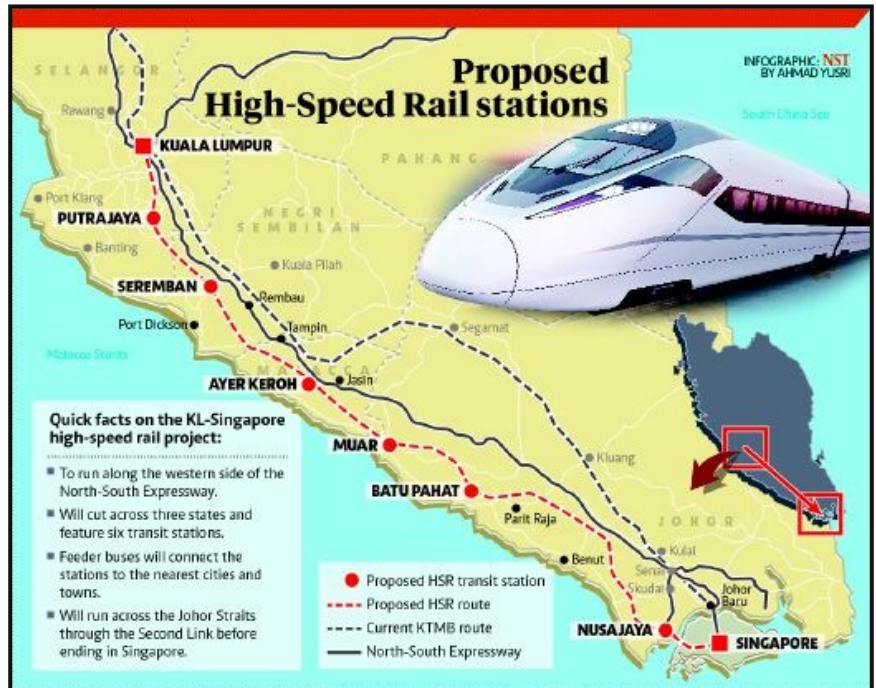 Proposed
High-Speed Rail stations
INFOGRAPHIC: NST
BY AHMAD YUSRI
South China Sea
SELANGOR
Rawang
KUALA LUMPUR
PAHANG
Port Klang
PUTRAJAYA
NEGRI
SEMBILAN
Banting
Kuala Pilah
SEREMBAN
Rembau
Port Dickson
Tampin
Segamat
Malacca Straits
MALACCA
AYER KEROH
Jasin
MUAR
Kluang
BATU PAHAT
Parit Raja
JOHOR
Benut
Kulai
Senai
Skudai
Johor
Baru
NUSAJAYA
SINGAPORE
Quick facts on the KL-Singapore
high-speed rail project:
To run along the western side of the
North-South Expressway.
Will cut across three states and
feature six transit stations.
Feeder buses will connect the
stations to the nearest cities and
towns.
Will run across the Johor Straits
through the Second Link before
ending in Singapore.
Proposed HSR transit station
Proposed HSR route
Current KTMB route
North-South Expressway